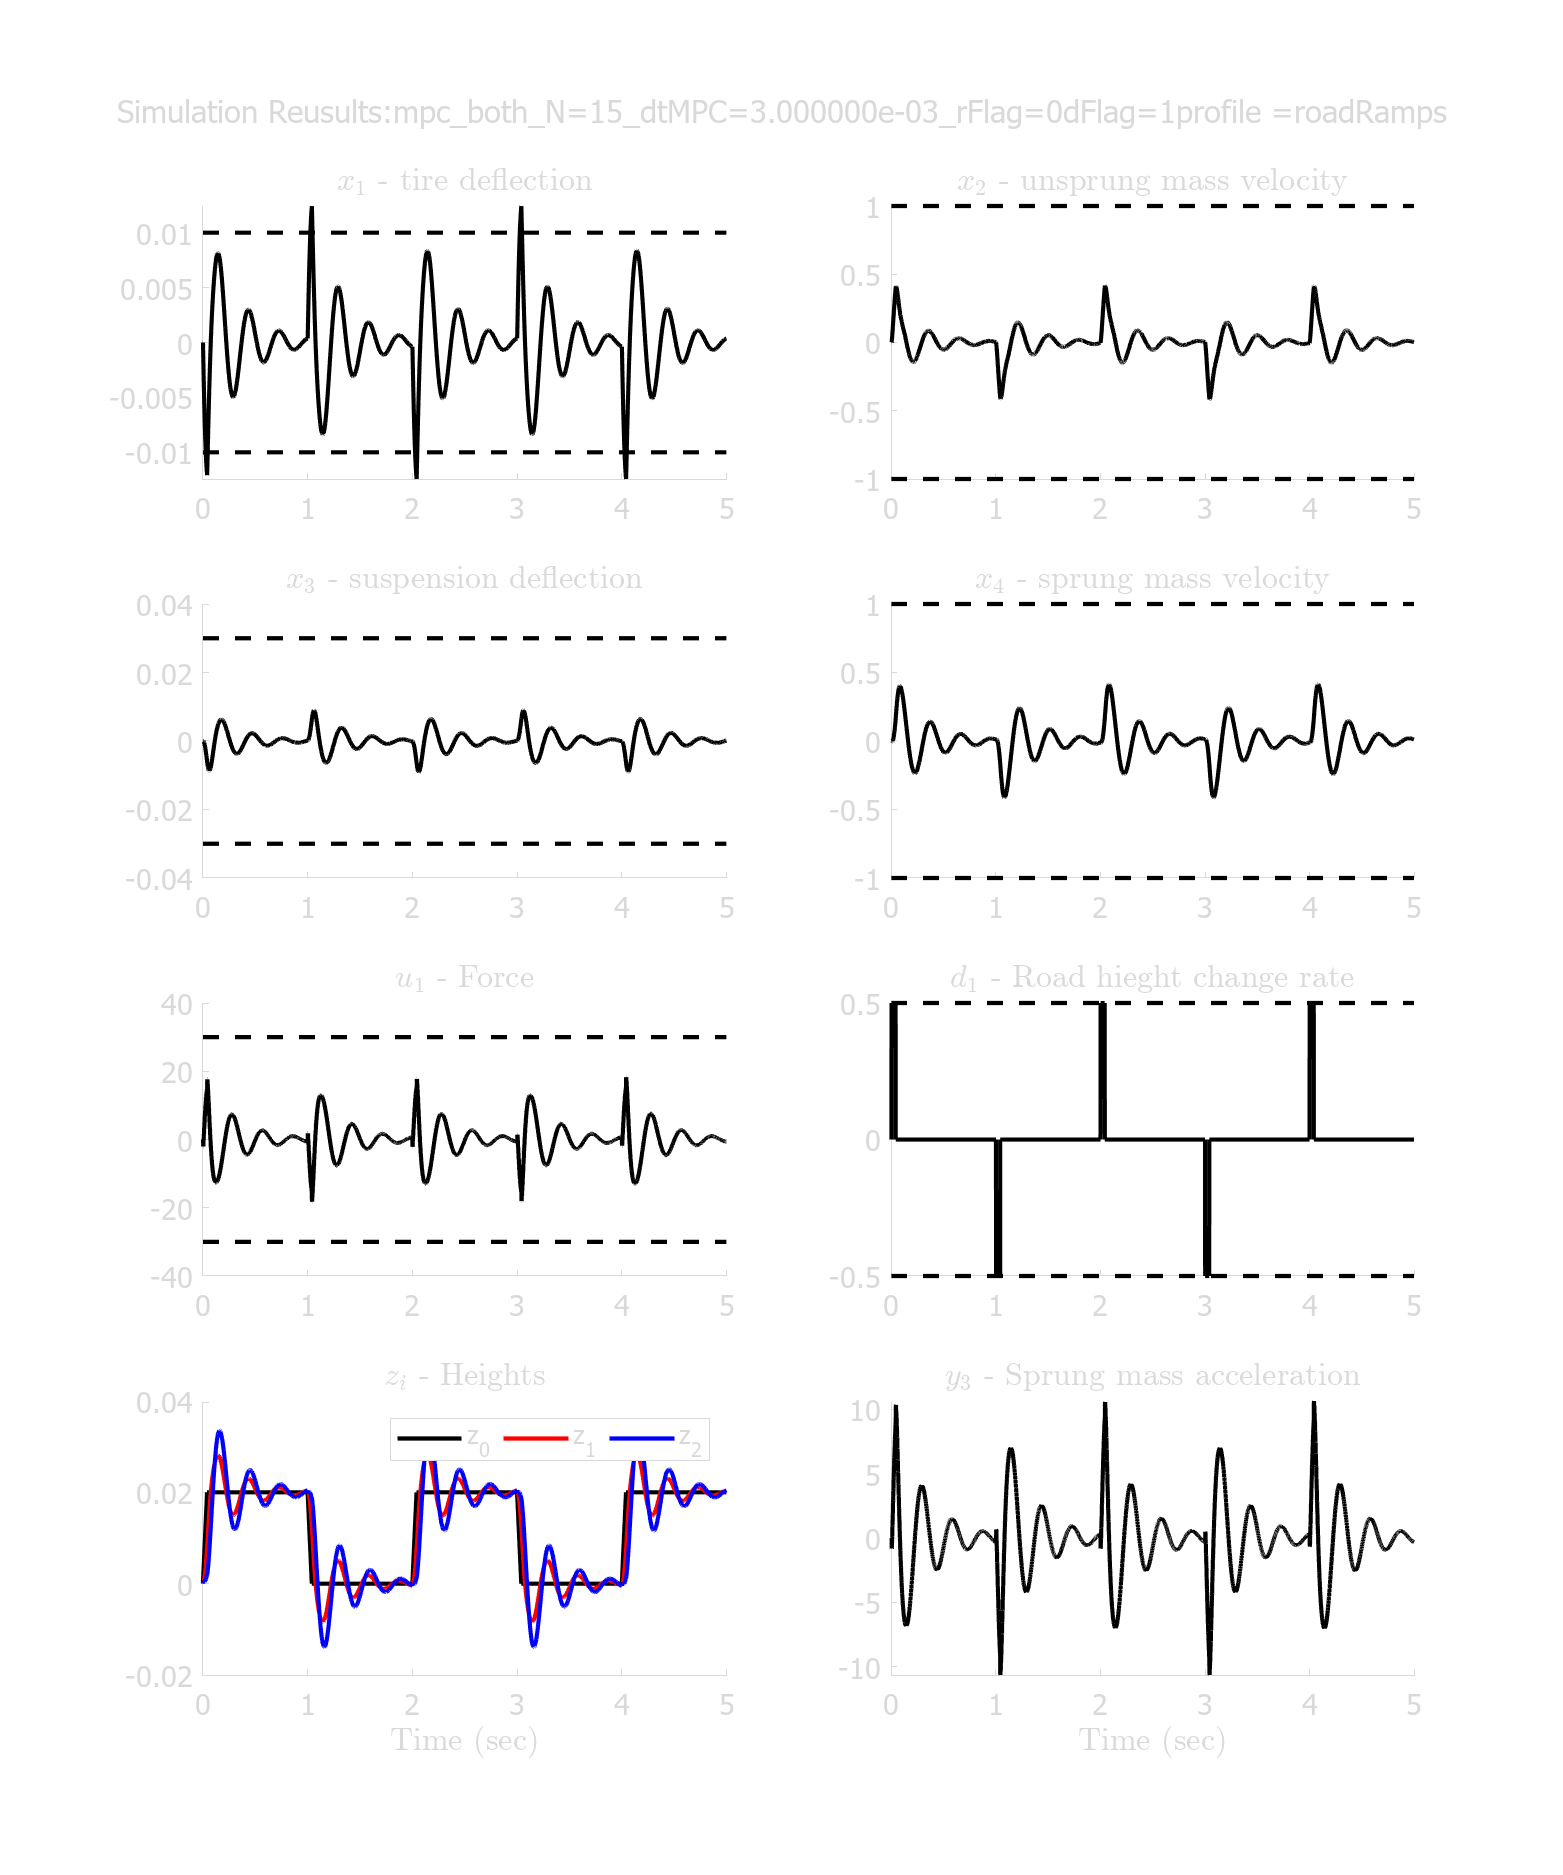 Simulation Reusults:mpc_both_N=15_dtMPC=3.000000e-03_rFlag=0dFlag=1profile =roadRamps
x₁ - tire deflection
0.01
0.005
0
-0.005
-0.01
0 1 2 3 4 5
x₂ - unsprung mass velocity
1
0.5
0
-0.5
-1
0 1 2 3 4 5
x₃ - suspension deflection
0.04
0.02
0
-0.02
-0.04
0 1 2 3 4 5
x₄ - sprung mass velocity
1
0.5
0
-0.5
-1
0 1 2 3 4 5
u₁ - Force
40
20
0
-20
-40
0 1 2 3 4 5
d₁ - Road hieght change rate
0.5
0
-0.5
0 1 2 3 4 5
zᵢ - Heights
0.04
0.02
0
-0.02
z₀ z₁ z₂
0 1 2 3 4 5
Time (sec)
y₃ - Sprung mass acceleration
10
5
0
-5
-10
0 1 2 3 4 5
Time (sec)